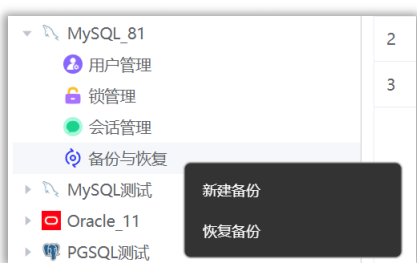 MySQL_81
2
用户管理
锁管理
3
会话管理
备份与恢复
MySQL测试
新建备份
Oracle_11
恢复备份
PGSQL测试